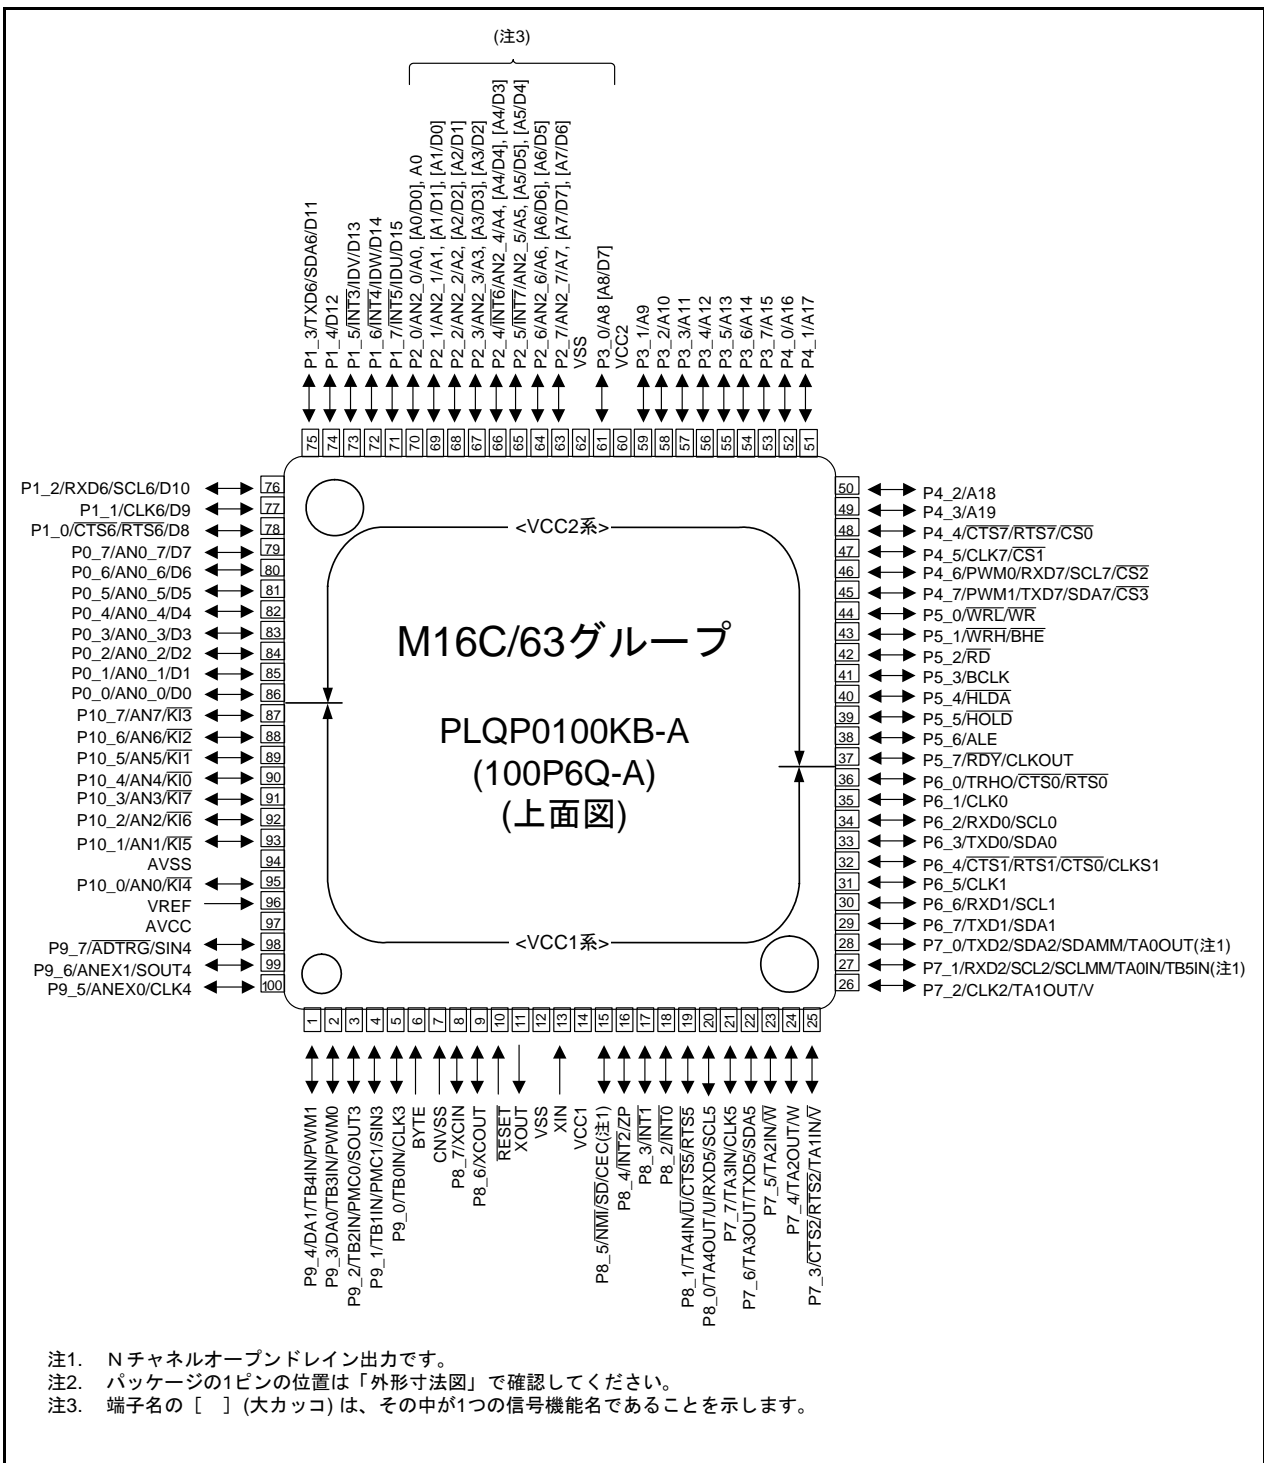 (注3)
P1_3/TXD6/SDA6/D11
P1_4/D12
P1_5/INT3/IDV/D13
P1_6/INT4/IDW/D14
P1_7/INT5/IDU/D15
P2_0/AN2_0/A0, [A0/D0], A0
P2_1/AN2_1/A1, [A1/D1], [A1/D0]
P2_2/AN2_2/A2, [A2/D2], [A2/D1]
P2_3/AN2_3/A3, [A3/D3], [A3/D2]
P2_4/INT6/AN2_4/A4, [A4/D4], [A4/D3]
P2_5/INT7/AN2_5/A5, [A5/D5], [A5/D4]
P2_6/AN2_6/A6, [A6/D6], [A6/D5]
P2_7/AN2_7/A7, [A7/D7], [A7/D6]
VSS
P3_0/A8 [A8/D7]
VCC2
P3_1/A9
P3_2/A10
P3_3/A11
P3_4/A12
P3_5/A13
P3_6/A14
P3_7/A15
P4_0/A16
P4_1/A17
75 74 73 72 71 70 69 68 67 66 65 64 63 62 61 60 59 58 57 56 55 54 53 52 51
P1_2/RXD6/SCL6/D10 76
P1_1/CLK6/D9 77
P1_0/CTS6/RTS6/D8 78
P0_7/AN0_7/D7 79
P0_6/AN0_6/D6 80
P0_5/AN0_5/D5 81
P0_4/AN0_4/D4 82
P0_3/AN0_3/D3 83
P0_2/AN0_2/D2 84
P0_1/AN0_1/D1 85
P0_0/AN0_0/D0 86
P10_7/AN7/KI3 87
P10_6/AN6/KI2 88
P10_5/AN5/KI1 89
P10_4/AN4/KI0 90
P10_3/AN3/KI7 91
P10_2/AN2/KI6 92
P10_1/AN1/KI5 93
AVSS 94
P10_0/AN0/KI4 95
VREF 96
AVCC 97
P9_7/ADTRG/SIN4 98
P9_6/ANEX1/SOUT4 99
P9_5/ANEX0/CLK4 100
<VCC2系>
M16C/63グループ
PLQP0100KB-A
(100P6Q-A)
(上面図)
<VCC1系>
50 P4_2/A18
49 P4_3/A19
48 P4_4/CTS7/RTS7/CS0
47 P4_5/CLK7/CS1
46 P4_6/PWM0/RXD7/SCL7/CS2
45 P4_7/PWM1/TXD7/SDA7/CS3
44 P5_0/WRL/WR
43 P5_1/WRH/BHE
42 P5_2/RD
41 P5_3/BCLK
40 P5_4/HLDA
39 P5_5/HOLD
38 P5_6/ALE
37 P5_7/RDY/CLKOUT
36 P6_0/TRHO/CTS0/RTS0
35 P6_1/CLK0
34 P6_2/RXD0/SCL0
33 P6_3/TXD0/SDA0
32 P6_4/CTS1/RTS1/CTS0/CLKS1
31 P6_5/CLK1
30 P6_6/RXD1/SCL1
29 P6_7/TXD1/SDA1
28 P7_0/TXD2/SDA2/SDAMM/TA0OUT(注1)
27 P7_1/RXD2/SCL2/SCLMM/TA0IN/TB5IN(注1)
26 P7_2/CLK2/TA1OUT/V
1 2 3 4 5 6 7 8 9 10 11 12 13 14 15 16 17 18 19 20 21 22 23 24 25
P9_4/DA1/TB4IN/PWM1
P9_3/DA0/TB3IN/PWM0
P9_2/TB2IN/PMC0/SOUT3
P9_1/TB1IN/PMC1/SIN3
P9_0/TB0IN/CLK3
BYTE
CNVSS
P8_7/XCIN
P8_6/XCOUT
RESET
XOUT
VSS
XIN
VCC1
P8_5/NMI/SD/CEC(注1)
P8_4/INT2/ZP
P8_3/INT1
P8_2/INT0
P8_1/TA4IN/U/CTS5/RTS5
P8_0/TA4OUT/U/RXD5/SCL5
P7_7/TA3IN/CLK5
P7_6/TA3OUT/TXD5/SDA5
P7_5/TA2IN/W
P7_4/TA2OUT/W
P7_3/CTS2/RTS2/TA1IN/V
注1. Nチャネルオープンドレイン出力です。
注2. パッケージの1ピンの位置は「外形寸法図」で確認してください。
注3. 端子名の［ ］(大カッコ) は、その中が1つの信号機能名であることを示します。